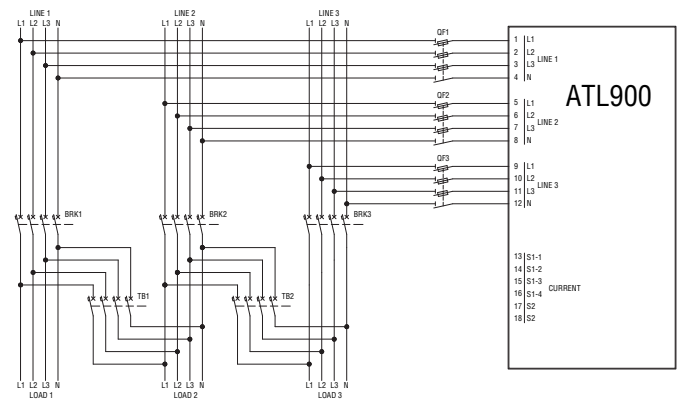 LINE 1 LINE 2 LINE 3
L1 L2 L3 N L1 L2 L3 N L1 L2 L3 N
QF1
1 L1
2 L2
3 L3
4 N
LINE 1
QF2
5 L1
6 L2
7 L3
8 N
LINE 2
QF3
9 L1
10 L2
11 L3
12 N
LINE 3
ATL900
BRK1 BRK2 BRK3
13 S1-1
14 S1-2
15 S1-3
16 S1-4
17 S2
18 S2
CURRENT
TB1 TB2
L1 L2 L3 N L1 L2 L3 N L1 L2 L3 N
LOAD 1 LOAD 2 LOAD 3